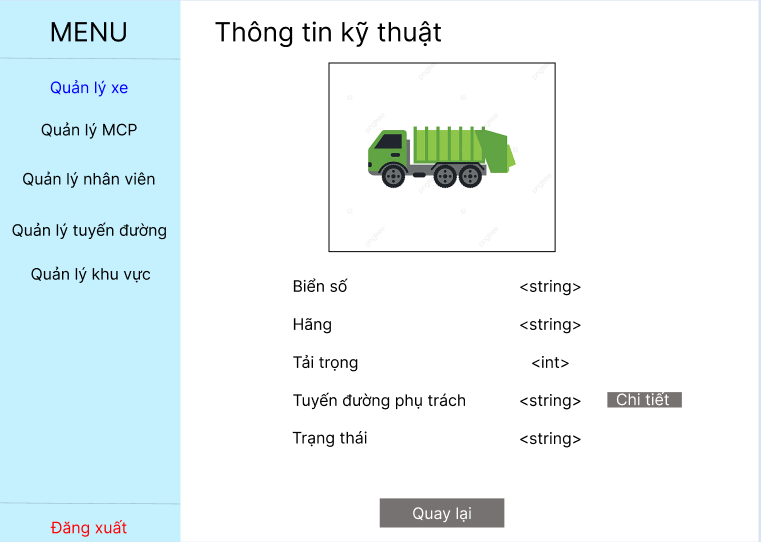 MENU
Quản lý xe
Quản lý MCP
Quản lý nhân viên
Quản lý tuyến đường
Quản lý khu vực
Đăng xuất
Thông tin kỹ thuật
Biển số <string>
Hãng <string>
Tải trọng <int>
Tuyến đường phụ trách <string> Chi tiết
Trạng thái <string>
Quay lại